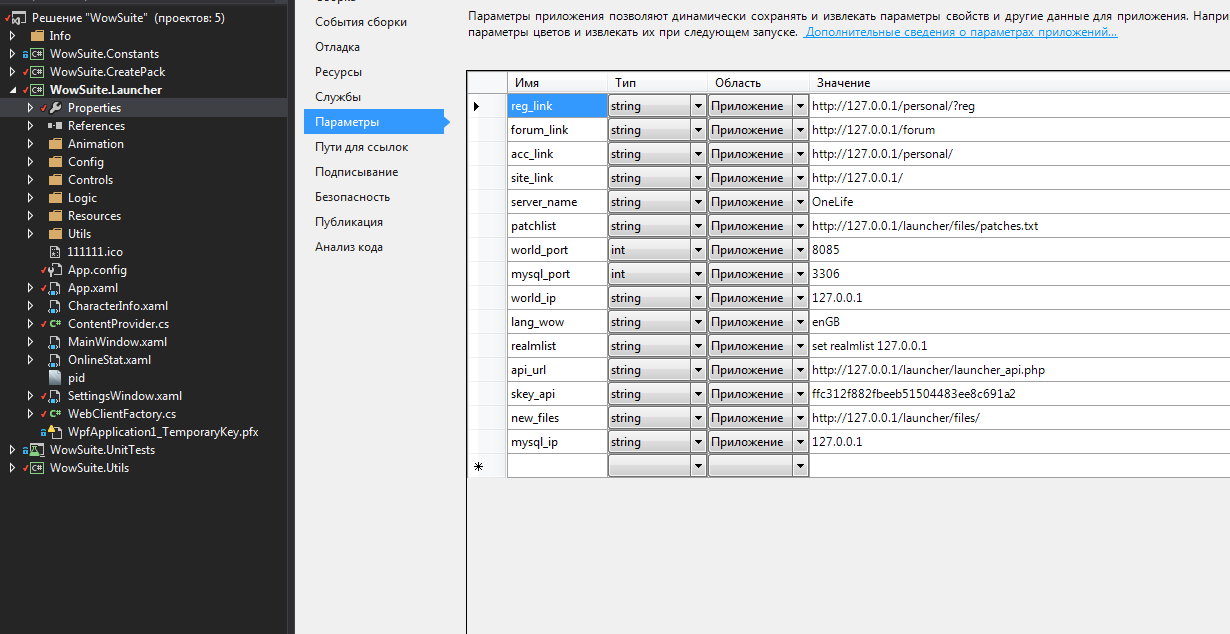 Решение "WowSuite" (проектов: 5)
Info
WowSuite.Constants
WowSuite.CreatePack
WowSuite.Launcher
Properties
References
Animation
Config
Controls
Logic
Resources
Utils
111111.ico
App.config
App.xaml
CharacterInfo.xaml
ContentProvider.cs
MainWindow.xaml
OnlineStat.xaml
pid
SettingsWindow.xaml
WebClientFactory.cs
WpfApplication1_TemporaryKey.pfx
WowSuite.UnitTests
WowSuite.Utils
События сборки
Отладка
Ресурсы
Службы
Параметры
Пути для ссылок
Подписывание
Безопасность
Публикация
Анализ кода
Параметры приложения позволяют динамически сохранять и извлекать параметры свойств и другие данные для приложения. Напри
параметры цветов и извлекать их при следующем запуске. Дополнительные сведения о параметрах приложений...
Имя Тип Область Значение
reg_link string Приложение http://127.0.0.1/personal/?reg
forum_link string Приложение http://127.0.0.1/forum
acc_link string Приложение http://127.0.0.1/personal/
site_link string Приложение http://127.0.0.1/
server_name string Приложение OneLife
patchlist string Приложение http://127.0.0.1/launcher/files/patches.txt
world_port int Приложение 8085
mysql_port int Приложение 3306
world_ip string Приложение 127.0.0.1
lang_wow string Приложение enGB
realmlist string Приложение set realmlist 127.0.0.1
api_url string Приложение http://127.0.0.1/launcher/launcher_api.php
skey_api string Приложение ffc312f882fbeeb51504483ee8c691a2
new_files string Приложение http://127.0.0.1/launcher/files/
mysql_ip string Приложение 127.0.0.1